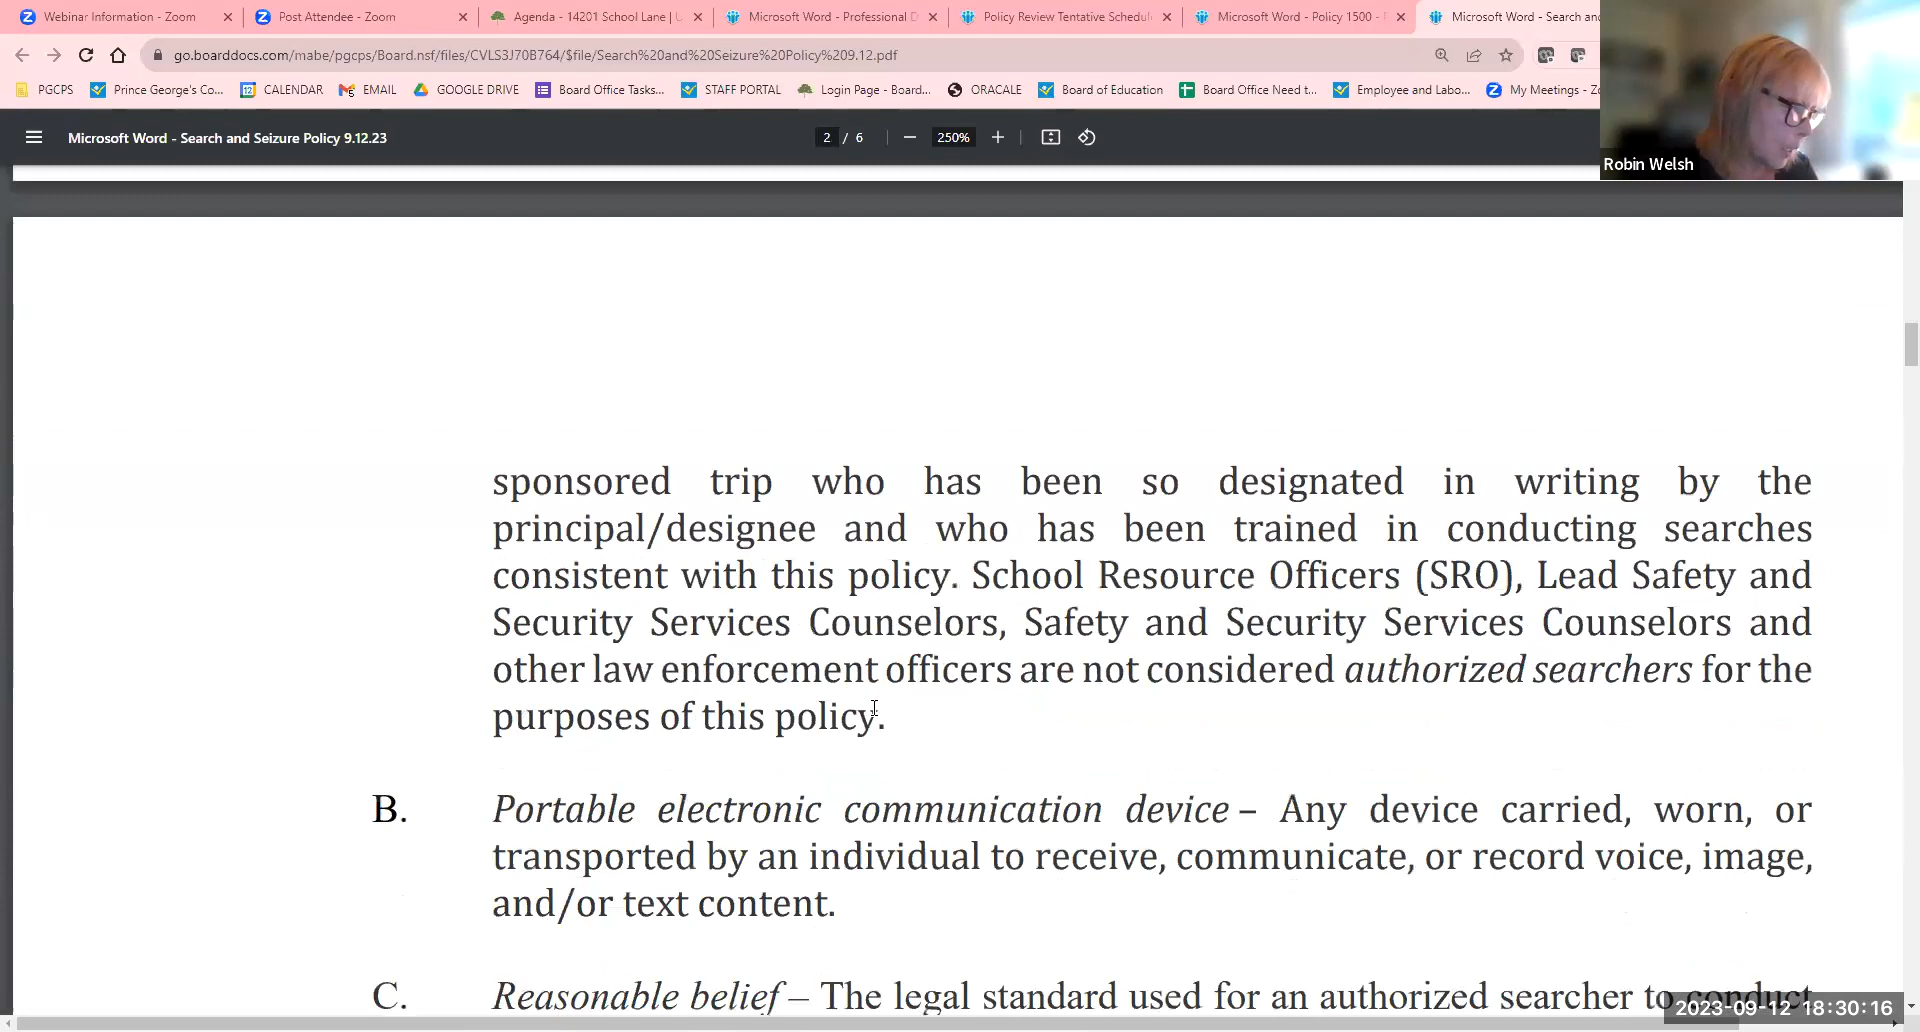 Webinar Information - Zoom
Post Attendee - Zoom
Agenda - 14201 School Lane |
Microsoft Word - Professional D
Policy Review Tentative Schedul
Microsoft Word - Policy 1500 -
Microsoft Word - Search and
go.boarddocs.com/mabe/pgcps/Board.nsf/files/CVLS3J70B764/$file/Search%20and%20Seizure%20Policy%209.12.pdf
PGCPS
Prince George's Co...
CALENDAR
EMAIL
GOOGLE DRIVE
Board Office Tasks...
STAFF PORTAL
Login Page - Board...
ORACALE
Board of Education
Board Office Need t...
Employee and Labo...
My Meetings - Zo
Microsoft Word - Search and Seizure Policy 9.12.23
2 / 6
250%
Robin Welsh
sponsored trip who has been so designated in writing by the
principal/designee and who has been trained in conducting searches
consistent with this policy. School Resource Officers (SRO), Lead Safety and
Security Services Counselors, Safety and Security Services Counselors and
other law enforcement officers are not considered authorized searchers for the
purposes of this policy.
B. Portable electronic communication device – Any device carried, worn, or
transported by an individual to receive, communicate, or record voice, image,
and/or text content.
C. Reasonable belief – The legal standard used for an authorized searcher to conduct
2023-09-12 18:30:16